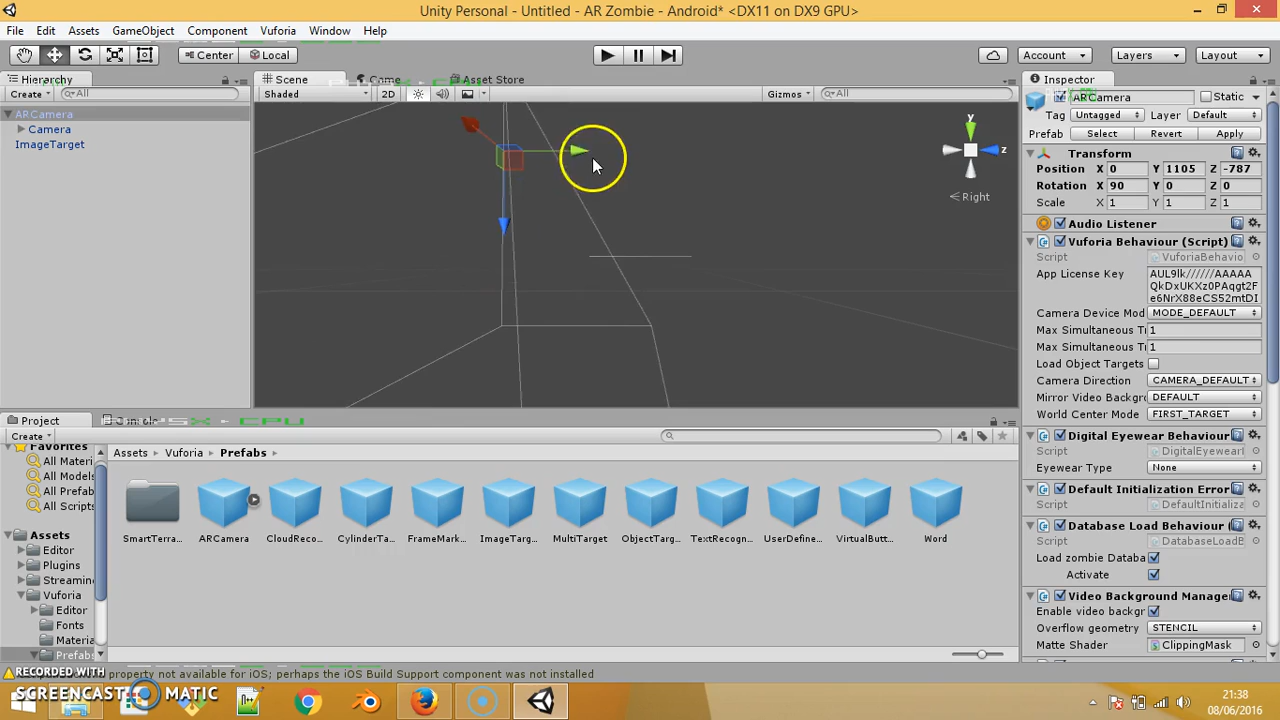 Unity Personal - Untitled - AR Zombie - Android* <DX11 on DX9 GPU>
File Edit Assets GameObject Component Vuforia Window Help
Center Local Account Layers Layout
Hierarchy
Create All
ARCamera
Camera
ImageTarget
Scene Game Asset Store
Shaded 2D Gizmos All
y
z
Right
Inspector
ARCamera Static
Tag Untagged Layer Default
Prefab Select Revert Apply
Transform
Position X 0 Y 1105 Z -787
Rotation X 90 Y 0 Z 0
Scale X 1 Y 1 Z 1
Audio Listener
Vuforia Behaviour (Script)
Script VuforiaBehavio
App License Key AUL9lk//////AAAAA
QkDxUKXz0PAqgt2F
e6NrX88eCS52mtDI
Camera Device Mod MODE_DEFAULT
Max Simultaneous Tr 1
Max Simultaneous Tr 1
Load Object Targets
Camera Direction CAMERA_DEFAULT
Mirror Video Backgro DEFAULT
World Center Mode FIRST_TARGET
Digital Eyewear Behaviour
Script DigitalEyewearI
Eyewear Type None
Default Initialization Error
Script DefaultInitializa
Database Load Behaviour (
Script DatabaseLoadB
Load zombie Databa
Activate
Video Background Manager
Enable video backgr
Overflow geometry STENCIL
Matte Shader ClippingMask
Project Console
Create
Favorites
All Materi
All Models
All Prefab
All Scripts
Assets
Editor
Plugins
Streamin
Vuforia
Editor
Fonts
Materia
Prefabs
Assets Vuforia Prefabs
SmartTerra... ARCamera CloudReco... CylinderTa... FrameMark... ImageTarg... MultiTarget ObjectTarg... TextRecogn... UserDefine... VirtualButt... Word
property not available for iOS; perhaps the iOS Build Support component was not installed
RECORDED WITH
SCREENCAST MATIC
21:38
08/06/2016